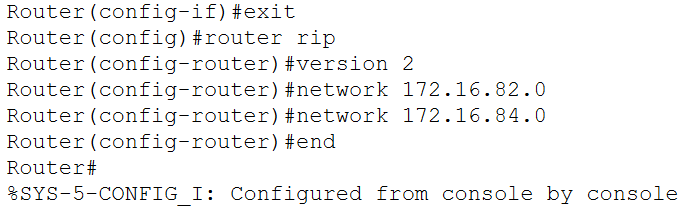 Router(config-if)#exit
Router(config)#router rip
Router(config-router)#version 2
Router(config-router)#network 172.16.82.0
Router(config-router)#network 172.16.84.0
Router(config-router)#end
Router#
%SYS-5-CONFIG_I: Configured from console by console